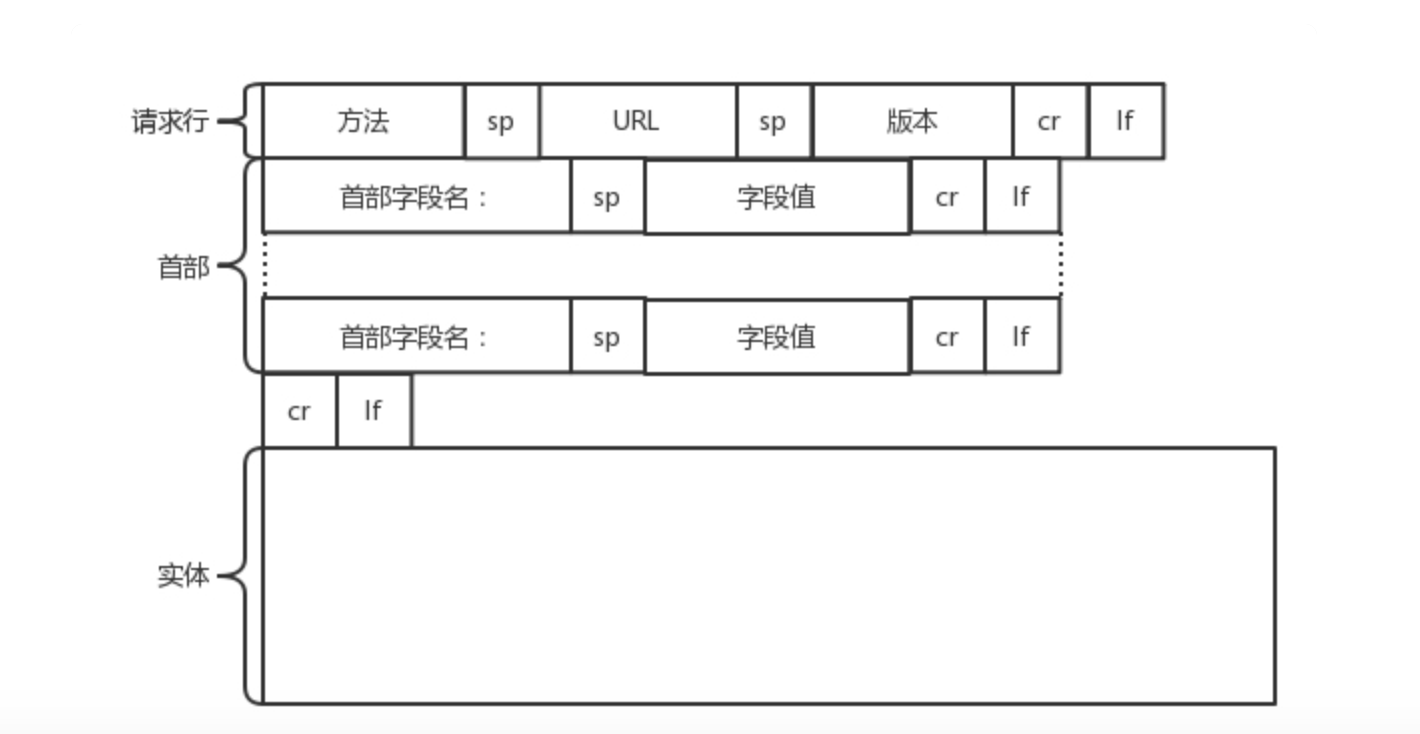 请求行 方法 sp URL sp 版本 cr lf
首部字段名： sp 字段值 cr lf
首部
首部字段名： sp 字段值 cr lf
cr lf
实体